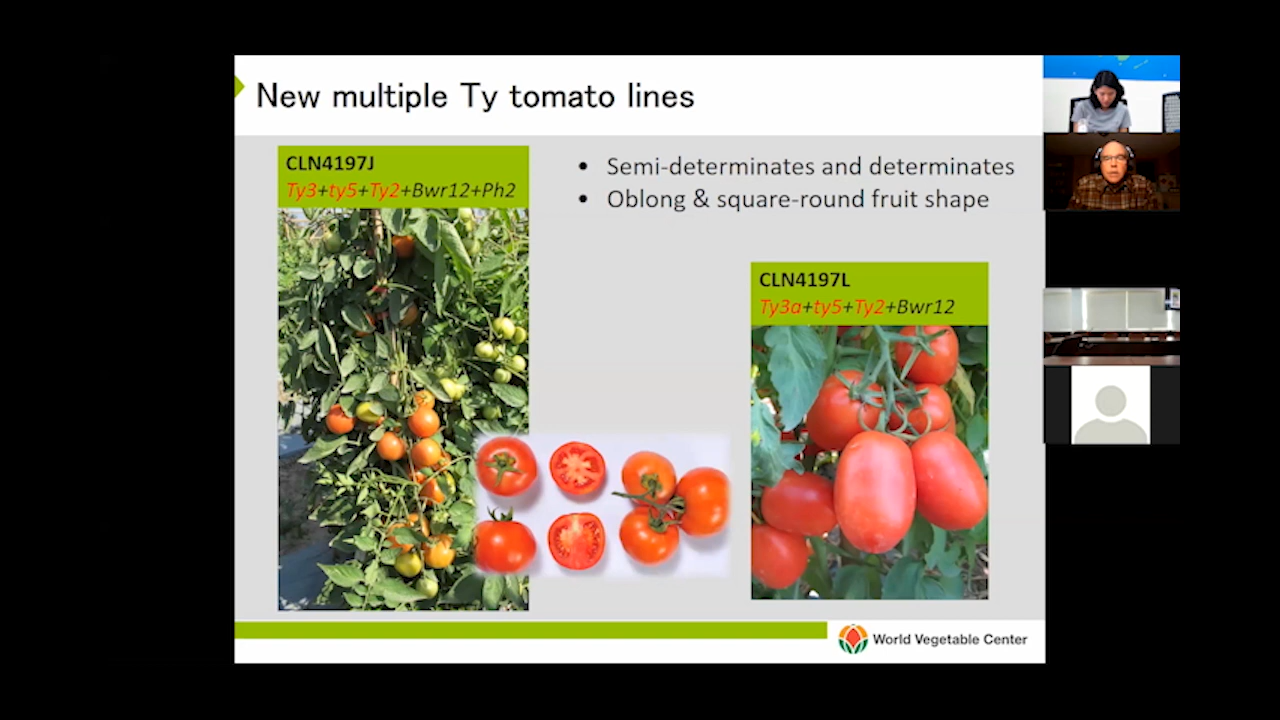 New multiple Ty tomato lines
CLN4197J
Ty3+ty5+Ty2+Bwr12+Ph2
• Semi-determinates and determinates
• Oblong & square-round fruit shape
CLN4197L
Ty3a+ty5+Ty2+Bwr12
World Vegetable Center